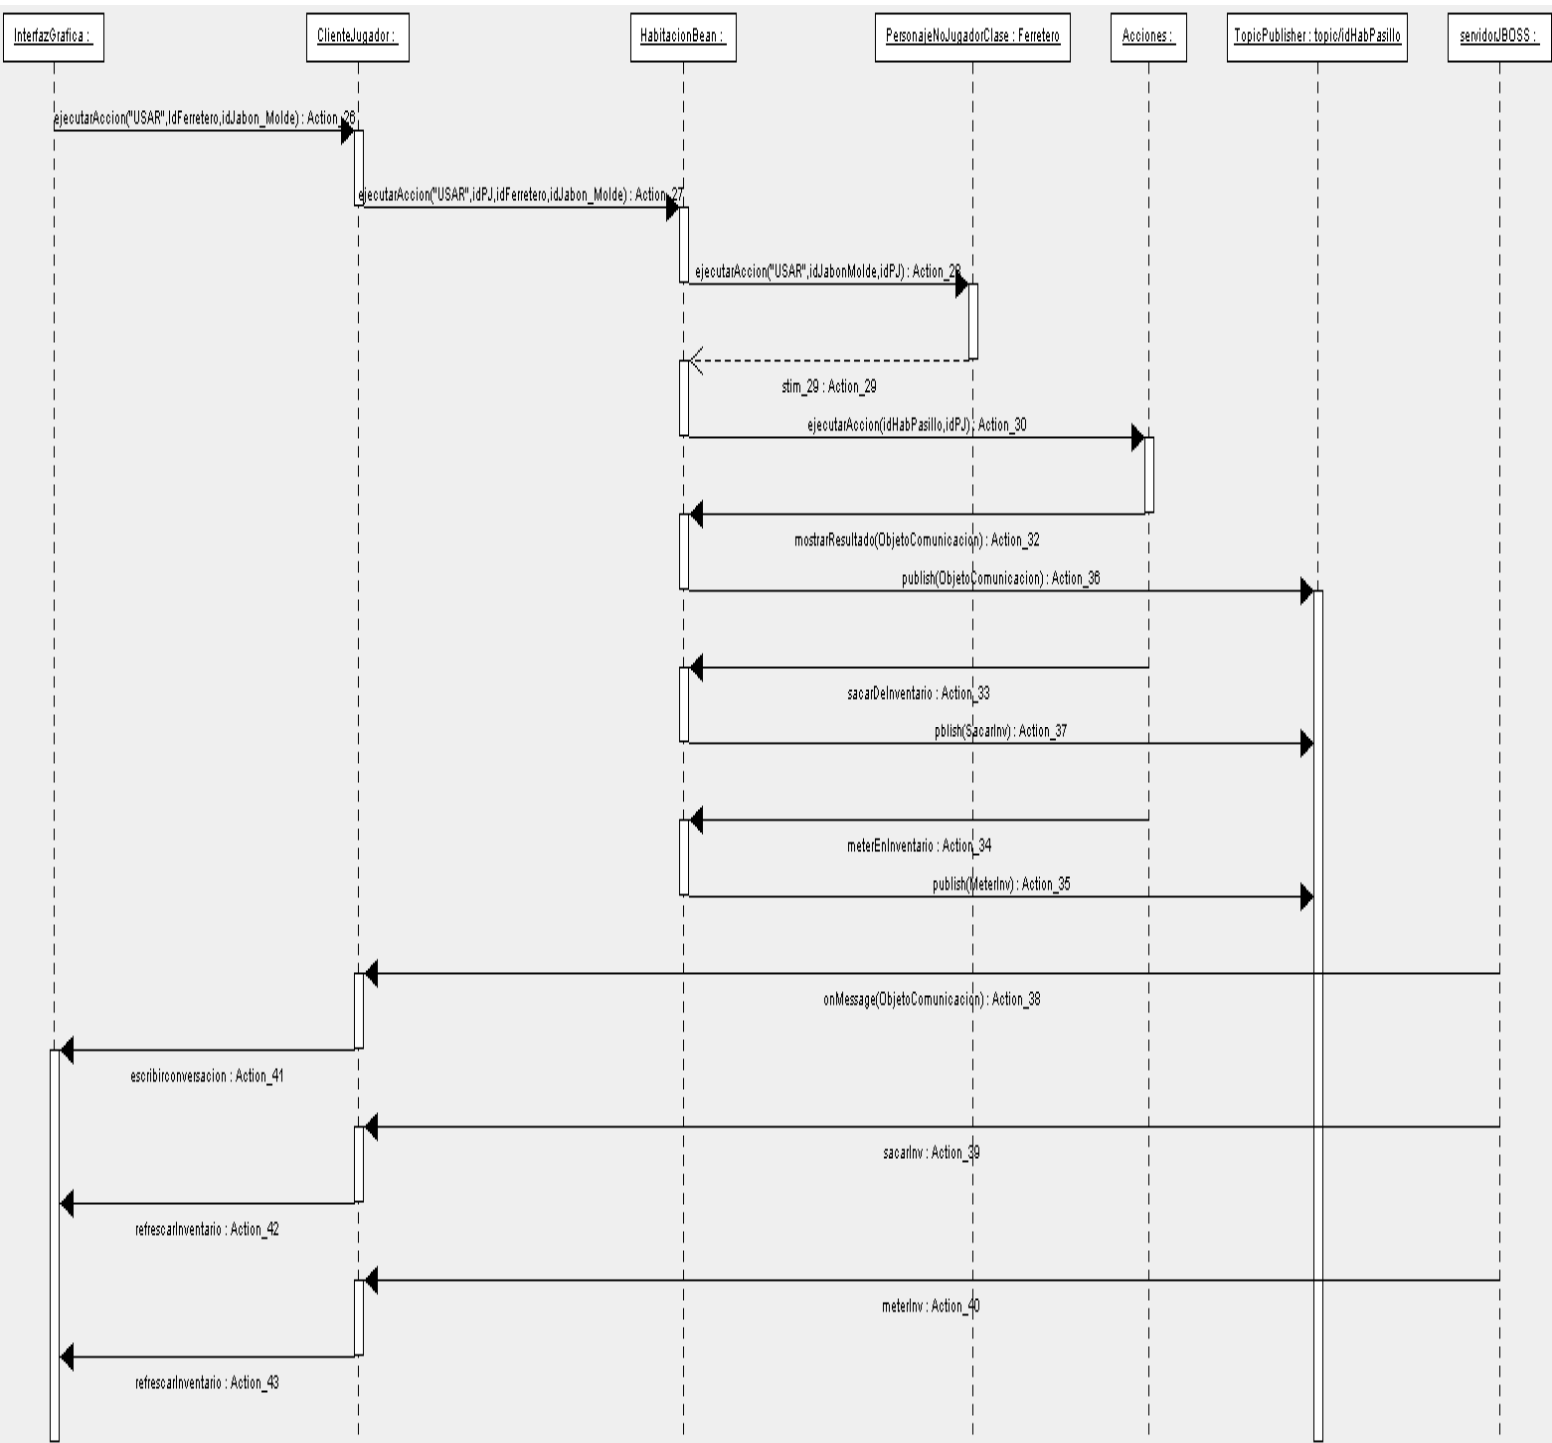 InterfazGrafica :
ClienteJugador :
HabitacionBean :
PersonajeNoJugadorClase : Ferretero
Acciones :
TopicPublisher : topic/idHabPasillo
servidorJBOSS :
ejecutarAccion("USAR",IdFerretero,idJabon_Molde) : Action_26
ejecutarAccion("USAR",idPJ,idFerretero,idJabon_Molde) : Action_27
ejecutarAccion("USAR",idJabonMolde,idPJ) : Action_28
stim_29 : Action_29
ejecutarAccion(idHabPasillo,idPJ) : Action_30
mostrarResultado(ObjetoComunicacion) : Action_32
publish(ObjetoComunicacion) : Action_36
sacarDeInventario : Action_33
pblish(SacarInv) : Action_37
meterEnInventario : Action_34
publish(MeterInv) : Action_35
onMessage(ObjetoComunicacion) : Action_38
escribirconversacion : Action_41
sacarInv : Action_39
refrescarInventario : Action_42
meterInv : Action_40
refrescarInventario : Action_43